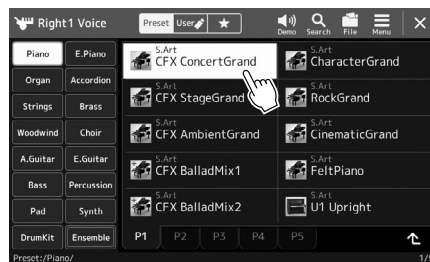 Right1 Voice
Preset User ★
Demo Search File Menu
Piano E.Piano
Organ Accordion
Strings Brass
Woodwind Choir
A.Guitar E.Guitar
Bass Percussion
Pad Synth
DrumKit Ensemble
S.Art
CFX ConcertGrand
S.Art
CharacterGrand
S.Art
CFX StageGrand
S.Art
RockGrand
S.Art
CFX AmbientGrand
S.Art
CinematicGrand
S.Art
CFX BalladMix1
S.Art
FeltPiano
S.Art
CFX BalladMix2
S.Art
U1 Upright
P1 P2 P3 P4 P5
Preset:/Piano/